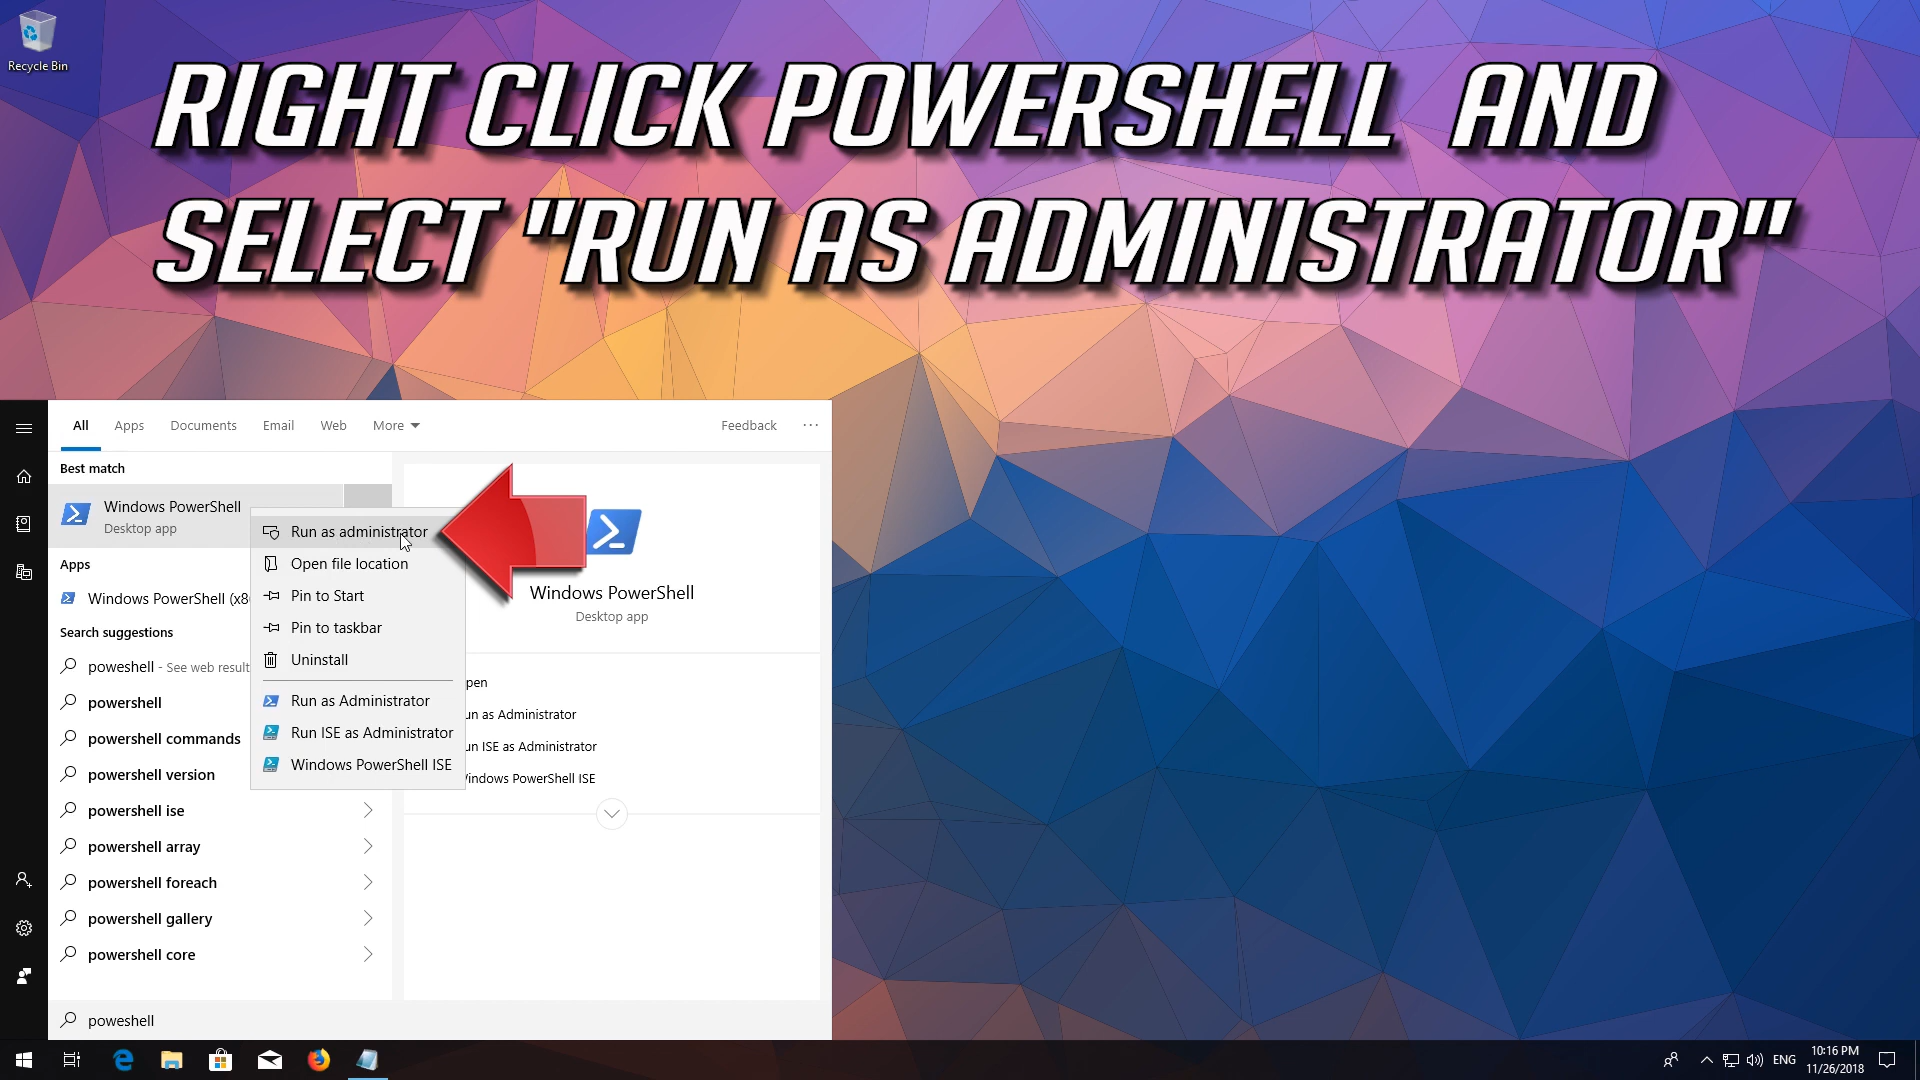 Recycle Bin
RIGHT CLICK POWERSHELL AND
SELECT "RUN AS ADMINISTRATOR"
All Apps Documents Email Web More Feedback ...
Best match
Windows PowerShell
Desktop app
Apps
Windows PowerShell (x8
Search suggestions
poweshell - See web result
powershell
powershell commands
powershell version
powershell ise
powershell array
powershell foreach
powershell gallery
powershell core
Run as administrator
Open file location
Pin to Start
Pin to taskbar
Uninstall
Run as Administrator
Run ISE as Administrator
Windows PowerShell ISE
Windows PowerShell
Desktop app
pen
un as Administrator
un ISE as Administrator
indows PowerShell ISE
poweshell
ENG
10:16 PM
11/26/2018